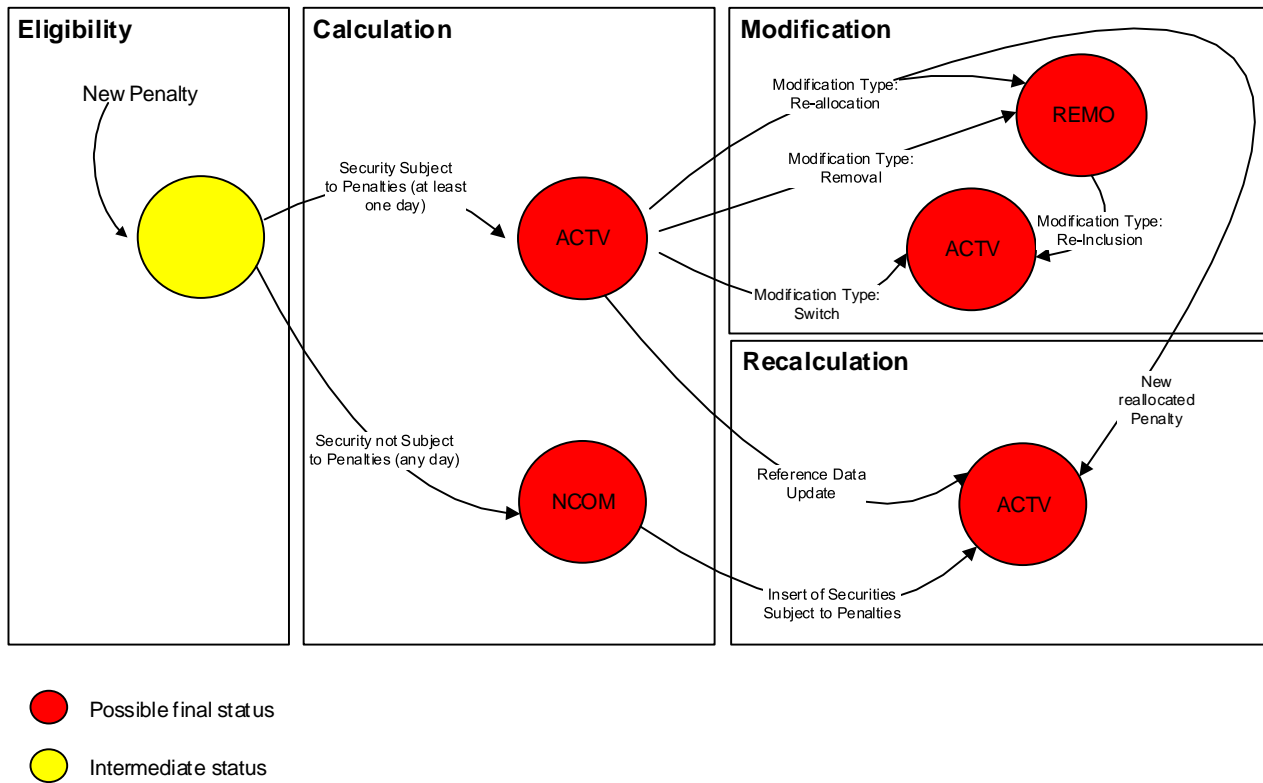 Eligibility
New Penalty
Calculation
Security Subject
to Penalties (at least
one day)
ACTV
Security not Subject
to Penalties (any day)
NCOM
Modification
Modification Type:
Re-allocation
REMO
Modification Type:
Removal
Modification Type:
Re-Inclusion
ACTV
Modification Type:
Switch
Recalculation
New
reallocated
Penalty
Reference Data
Update
ACTV
Insert of Securities
Subject to Penalties
Possible final status
Intermediate status